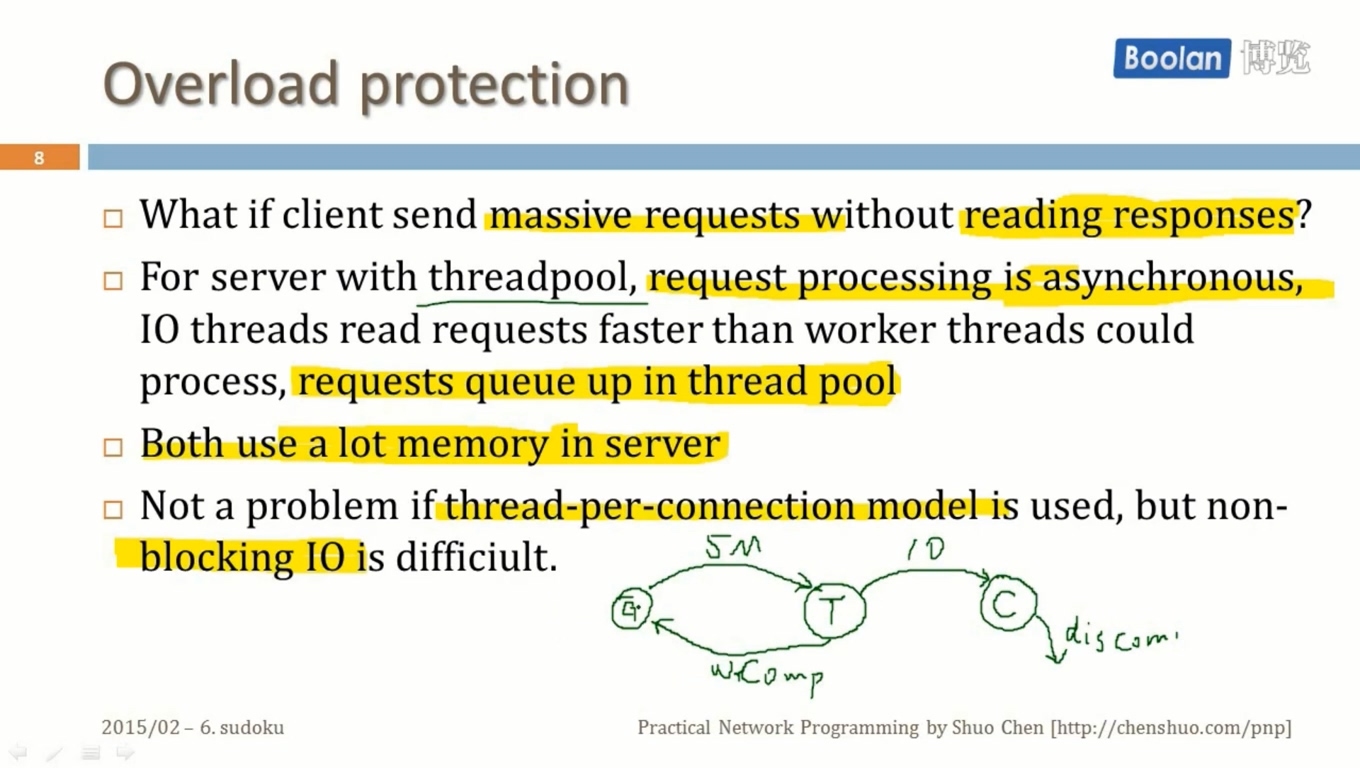 Overload protection
Boolan 博览
8
What if client send massive requests without reading responses?
For server with threadpool, request processing is asynchronous,
IO threads read requests faster than worker threads could
process, requests queue up in thread pool
Both use a lot memory in server
Not a problem if thread-per-connection model is used, but non-
blocking IO is difficiult.
5M
10
T
C
discom.
w.Comp
2015/02 – 6. sudoku
Practical Network Programming by Shuo Chen [http://chenshuo.com/pnp]